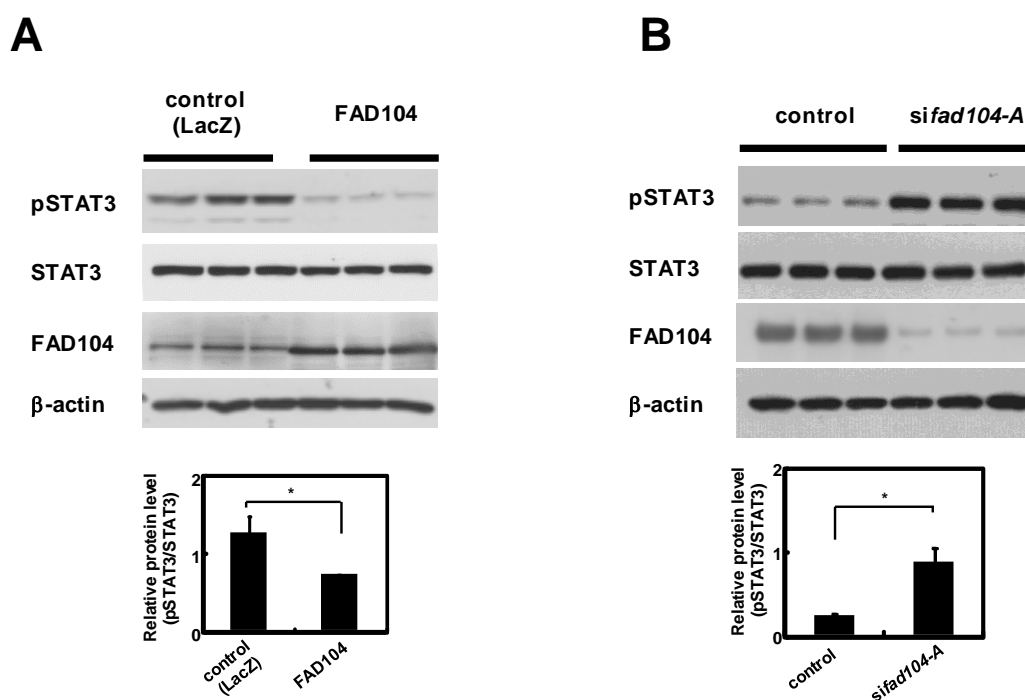 A
control
(LacZ)
FAD104
pSTAT3
STAT3
FAD104
β-actin
Relative protein level
(pSTAT3/STAT3)
2
1
0
*
control
(LacZ)
FAD104
B
control
sifad104-A
pSTAT3
STAT3
FAD104
β-actin
Relative protein level
(pSTAT3/STAT3)
2
1
0
*
control
sifad104-A